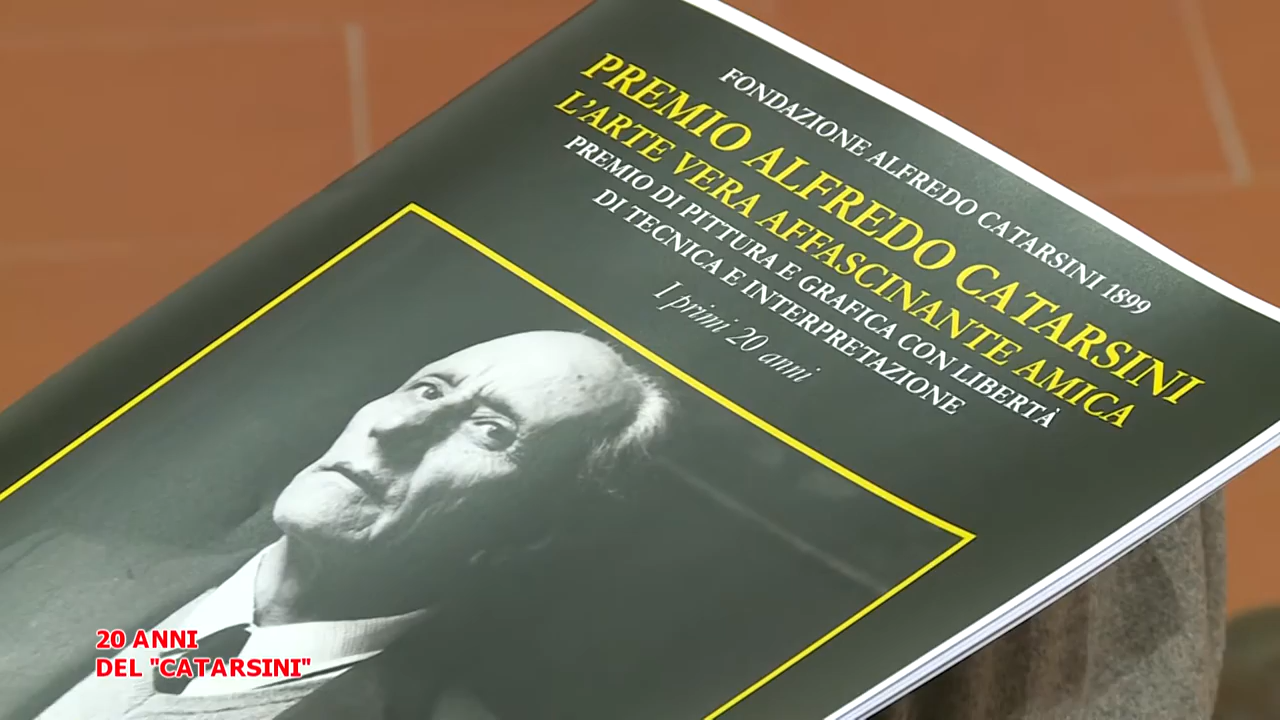 FONDAZIONE ALFREDO CATARSINI 1899
PREMIO ALFREDO CATARSINI
L'ARTE VERA AFFASCINANTE AMICA
PREMIO DI PITTURA E GRAFICA CON LIBERTÀ
DI TECNICA E INTERPRETAZIONE
I primi 20 anni
20 ANNI
DEL "CATARSINI"